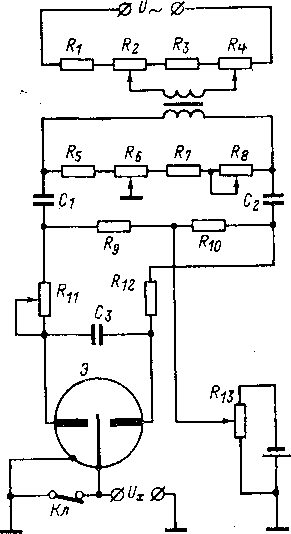 U~
R1 R2 R3 R4
R5 R6 R7 R8
C1 C2
R9 R10
R11 R12
C3
Э
R13
Кл Ux